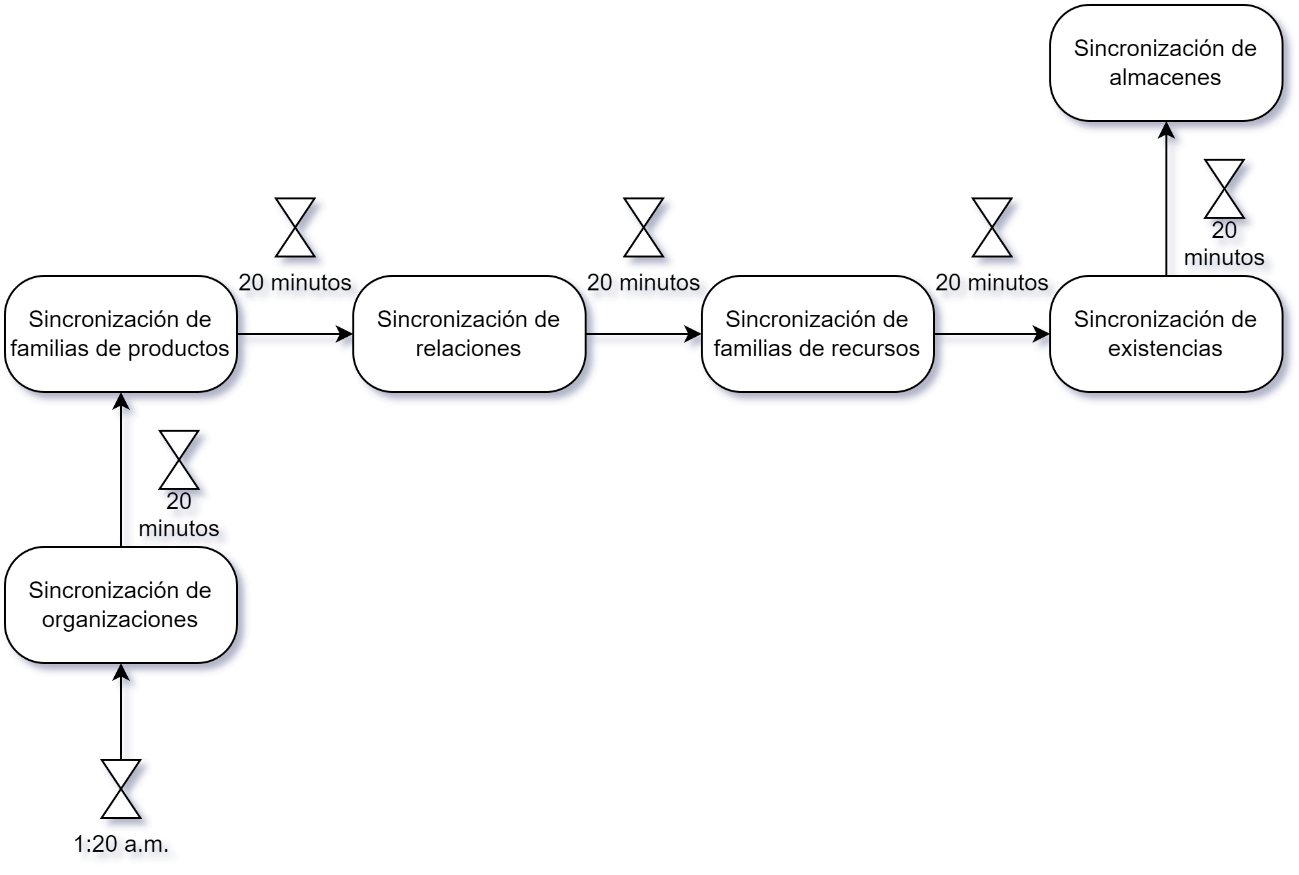 Sincronización de
almacenes
20
minutos
20 minutos
20 minutos
20 minutos
Sincronización de
familias de productos
Sincronización de
relaciones
Sincronización de
familias de recursos
Sincronización de
existencias
20
minutos
Sincronización de
organizaciones
1:20 a.m.